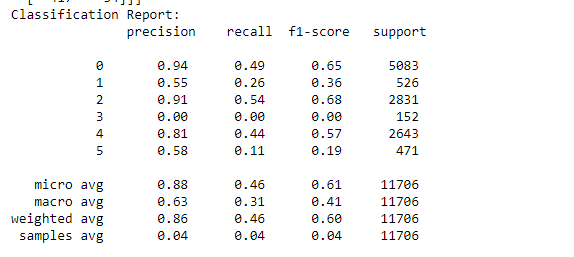 Classification Report:
precision recall f1-score support
0 0.94 0.49 0.65 5083
1 0.55 0.26 0.36 526
2 0.91 0.54 0.68 2831
3 0.00 0.00 0.00 152
4 0.81 0.44 0.57 2643
5 0.58 0.11 0.19 471
micro avg 0.88 0.46 0.61 11706
macro avg 0.63 0.31 0.41 11706
weighted avg 0.86 0.46 0.60 11706
samples avg 0.04 0.04 0.04 11706